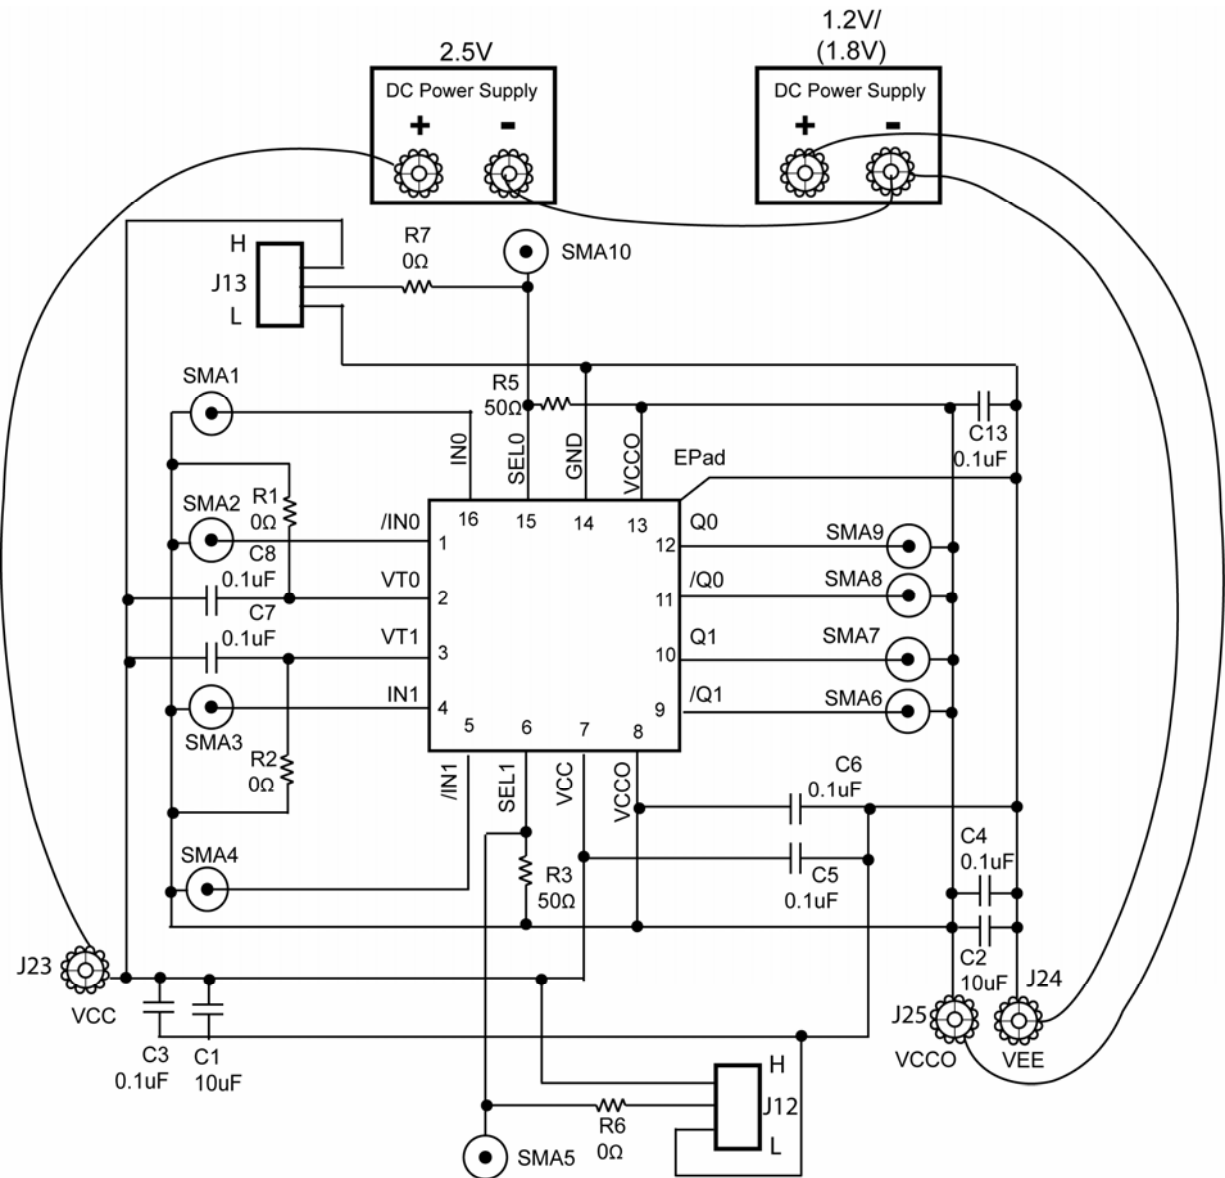 1.2V/
(1.8V)
2.5V
DC Power Supply
+ -
DC Power Supply
+ -
H
J13
L
R7
0Ω
SMA10
SMA1
R5
50Ω
C13
0.1uF
IN0
SEL0
GND
VCCO
EPad
SMA2
R1
0Ω
/IN0
16
15
14
13
Q0
SMA9
1
12
C8
0.1uF
VT0
2
/Q0
SMA8
11
C7
0.1uF
VT1
3
Q1
SMA7
10
IN1
4
/Q1
SMA6
9
SMA3
5
6
7
8
R2
0Ω
/IN1
SEL1
VCC
VCCO
C6
0.1uF
C4
0.1uF
SMA4
R3
50Ω
C5
0.1uF
C2
10uF
J23
VCC
J24
J25
VCCO
VEE
C3
0.1uF
C1
10uF
H
J12
L
R6
0Ω
SMA5